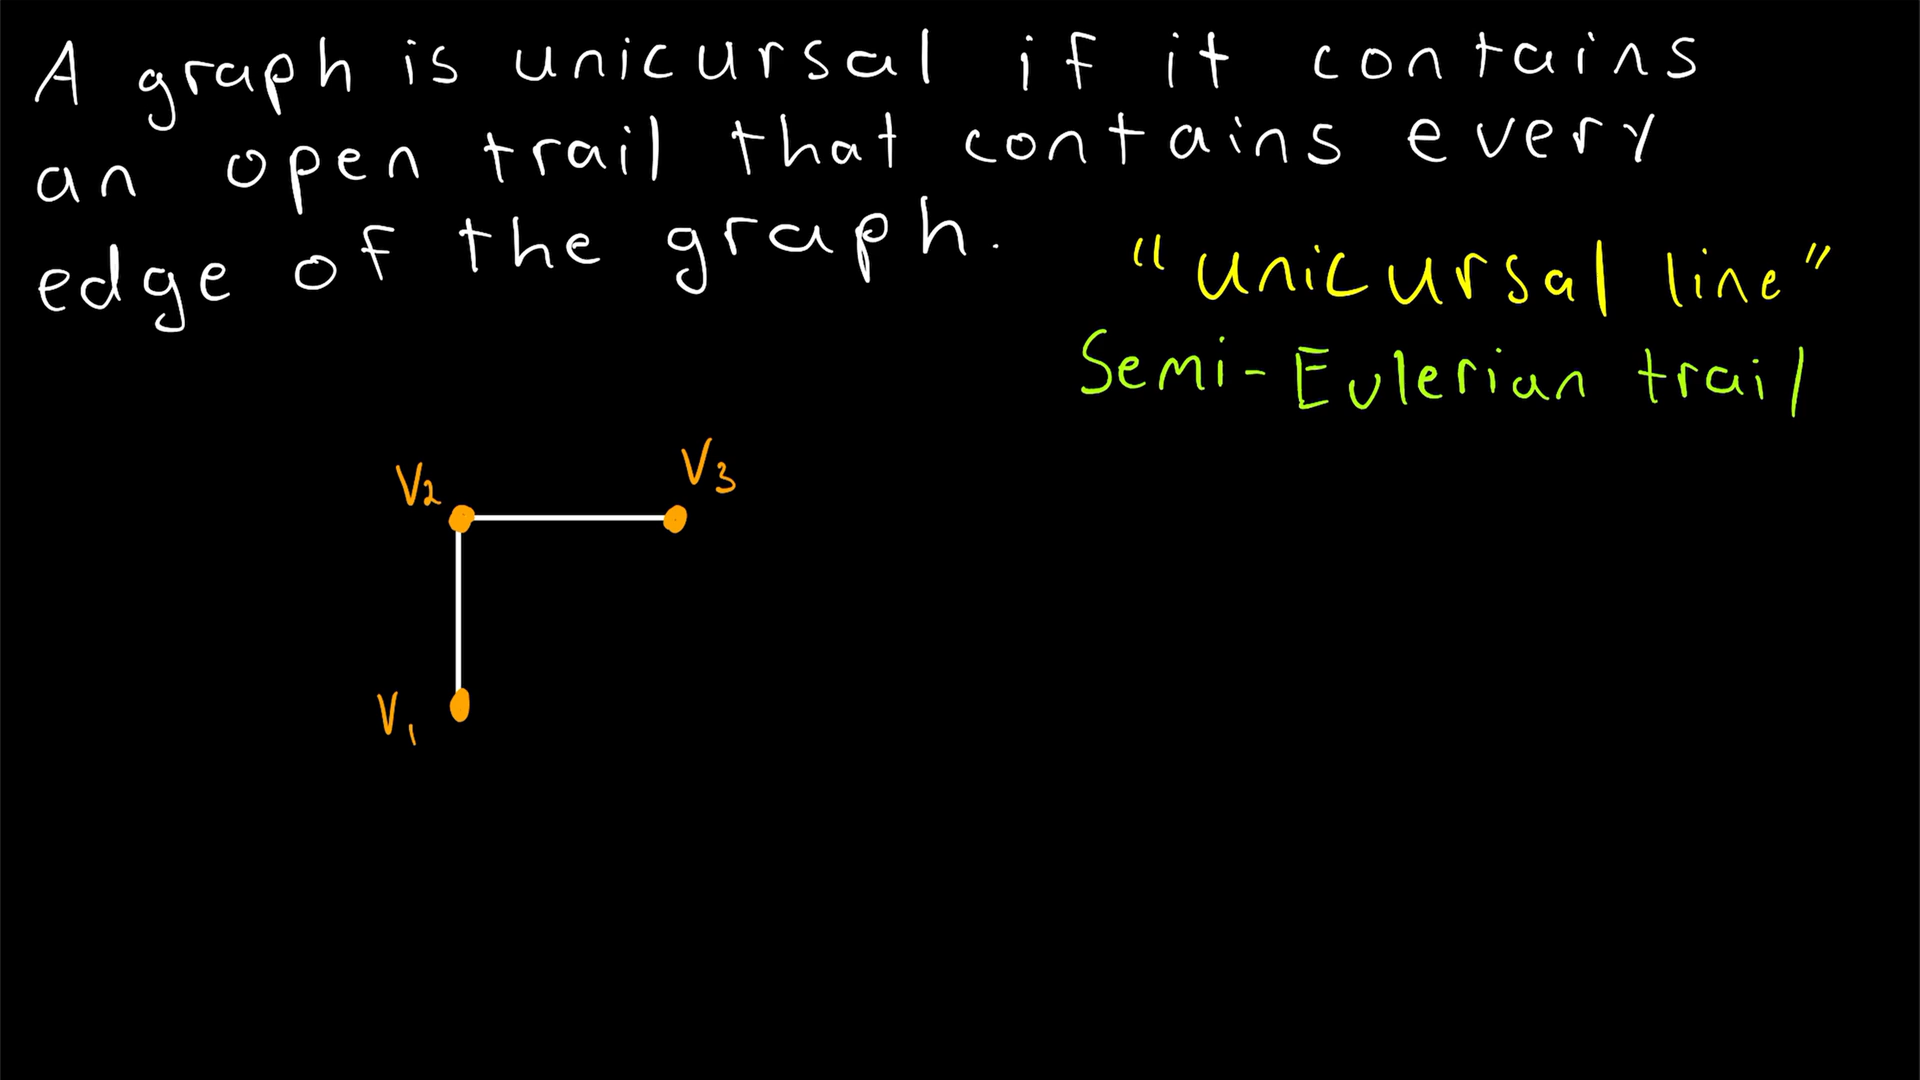 A graph is unicursal if it contains
an open trail that contains every
edge of the graph.
"unicursal line"
Semi-Eulerian trail
V2
V3
V1